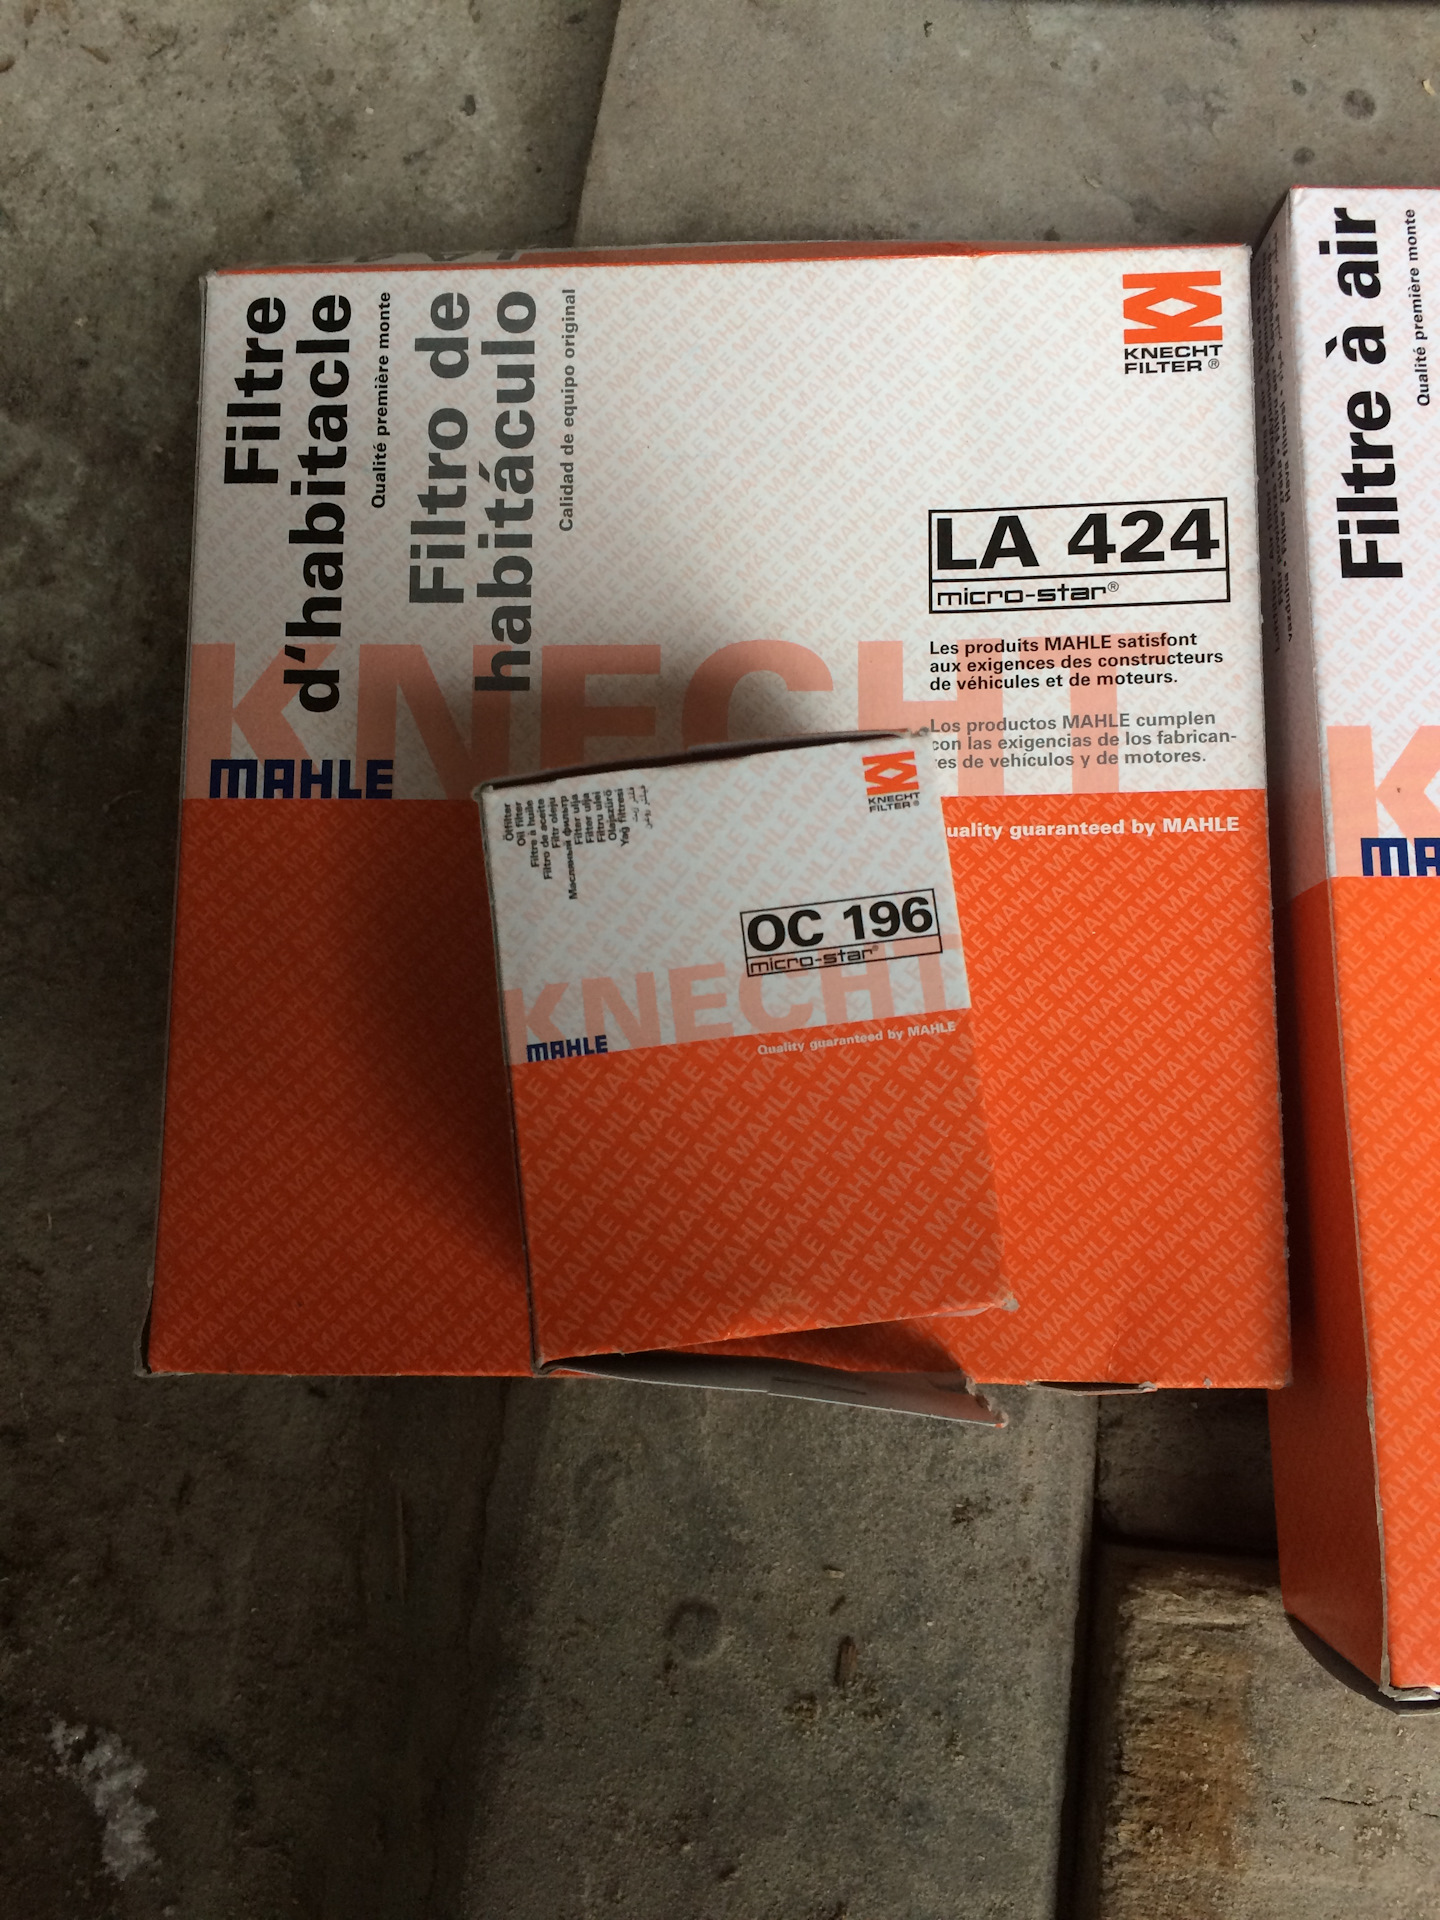 Filtre
d'habitacle
Qualité première monte
Filtro de
habitáculo
Calidad de equipo original
KNECHT
FILTER®
LA 424
micro-star®
Les produits MAHLE satisfont
aux exigences des constructeurs
de véhicules et de moteurs.
Los productos MAHLE cumplen
con las exigencias de los fabrican-
es de vehículos y de motores.
KNECHT
MAHLE
uality guaranteed by MAHLE
Ölfilter
Oil filter
Filtre à huile
Filtro de aceite
Filtr oleju
Масляный фильтр
Filter ulja
Filter ulja
Filtru ulei
Olajszűrő
Yağ filtresi
KNECHT
FILTER®
OC 196
micro-star®
KNECHT
MAHLE
Quality guaranteed by MAHLE
Filtre à air
Qualité première monte
K
MA